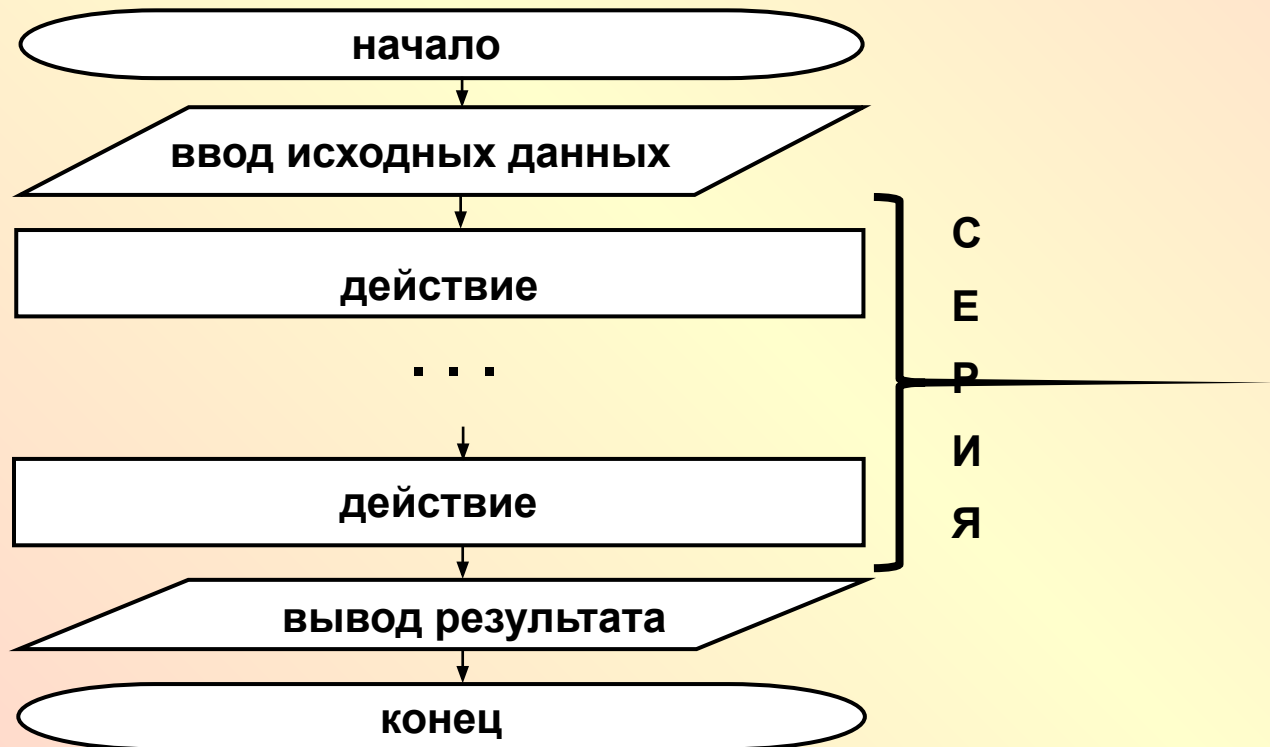 начало
ввод исходных данных
действие
. . .
действие
вывод результата
конец
С
Е
Р
И
Я